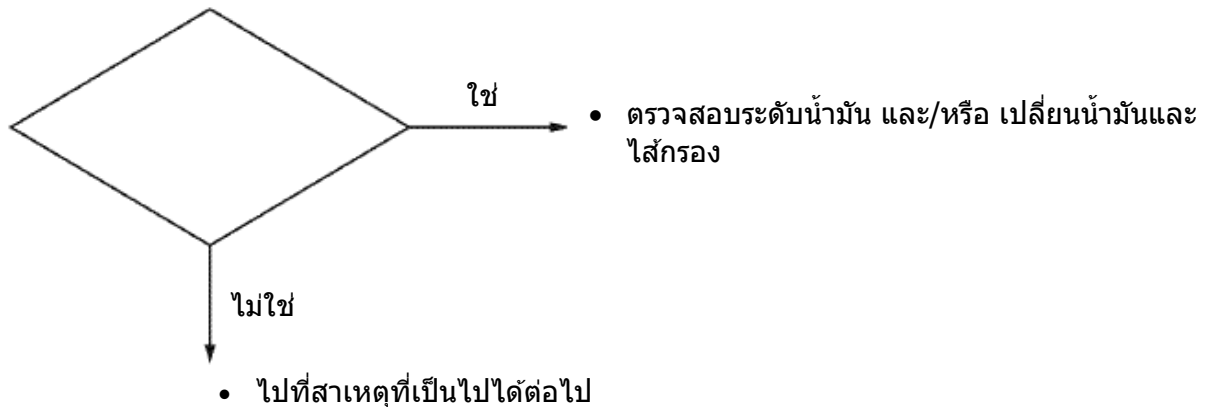 ใช่
• ตรวจสอบระดับน้ำมัน และ/หรือ เปลี่ยนน้ำมันและ
ไส้กรอง
ไม่ใช่
• ไปที่สาเหตุที่เป็นไปได้ต่อไป